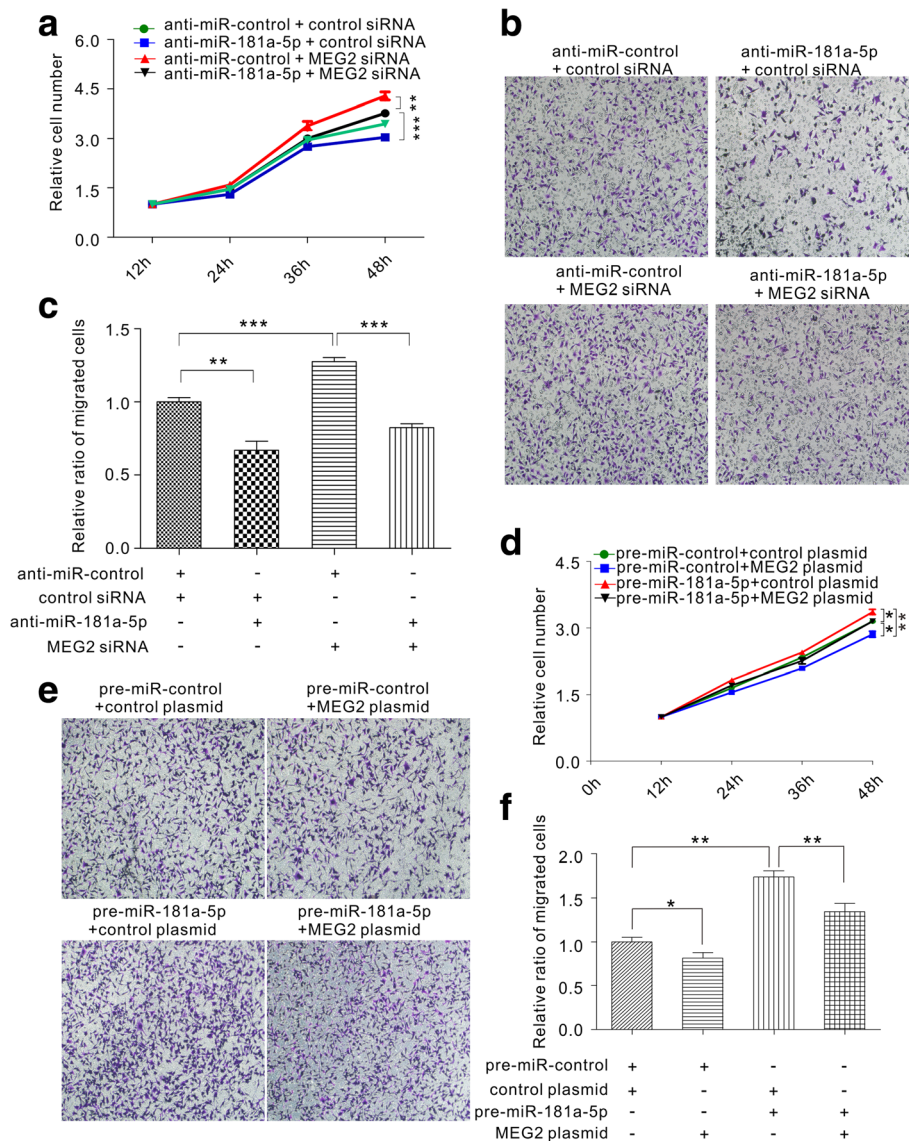 a
anti-miR-control + control siRNA
anti-miR-181a-5p + control siRNA
anti-miR-control + MEG2 siRNA
anti-miR-181a-5p + MEG2 siRNA
Relative cell number
6.0
4.5
3.0
1.5
0.0
12h
24h
36h
48h
**
***
b
anti-miR-control
+ control siRNA
anti-miR-181a-5p
+ control siRNA
anti-miR-control
+ MEG2 siRNA
anti-miR-181a-5p
+ MEG2 siRNA
c
Relative ratio of migrated cells
1.5
1.0
0.5
0.0
***
***
**
anti-miR-control + - + -
control siRNA + + - -
anti-miR-181a-5p - + - +
MEG2 siRNA - - + +
d
pre-miR-control+control plasmid
pre-miR-control+MEG2 plasmid
pre-miR-181a-5p+control plasmid
pre-miR-181a-5p+MEG2 plasmid
Relative cell number
4.5
3.0
1.5
0.0
0h
12h
24h
36h
48h
*
*
**
e
pre-miR-control
+control plasmid
pre-miR-control
+MEG2 plasmid
pre-miR-181a-5p
+control plasmid
pre-miR-181a-5p
+MEG2 plasmid
f
Relative ratio of migrated cells
2.0
1.5
1.0
0.5
0.0
**
**
*
pre-miR-control + + - -
control plasmid + - + -
pre-miR-181a-5p - - + +
MEG2 plasmid - + - +